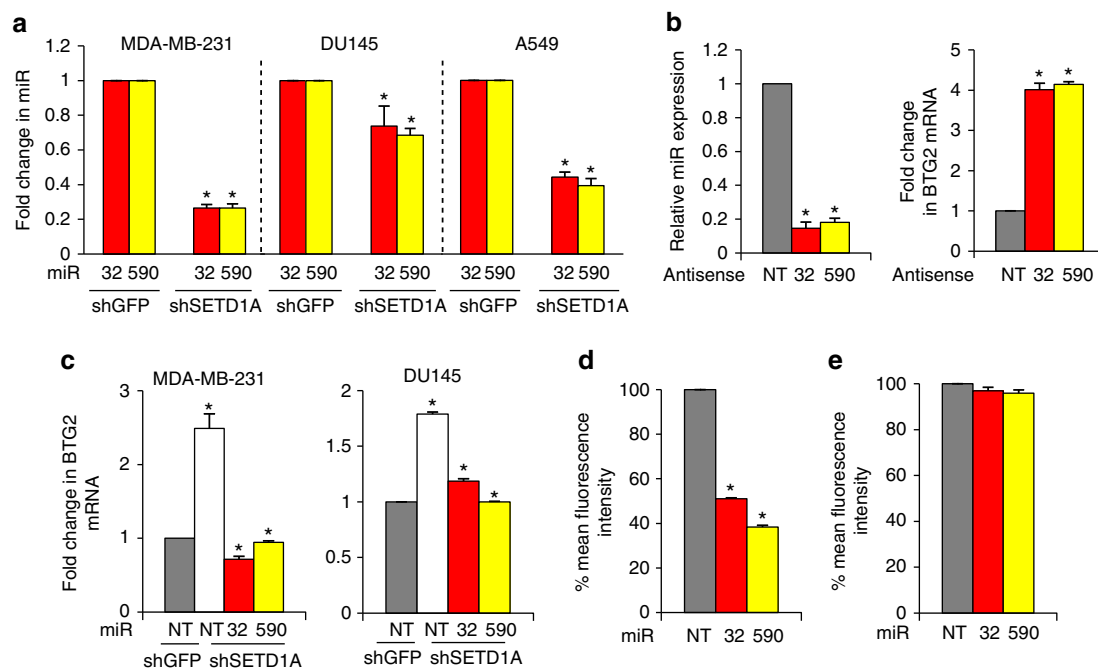 a
MDA-MB-231 DU145 A549
Fold change in miR
1.2
1
0.8
0.6
0.4
0.2
0
* * * * * *
miR 32 590 32 590 32 590 32 590 32 590 32 590
shGFP shSETD1A shGFP shSETD1A shGFP shSETD1A
b
Relative miR expression
1.2
1
0.8
0.6
0.4
0.2
0
* *
Antisense NT 32 590
Fold change
in BTG2 mRNA
5
4
3
2
1
0
* *
Antisense NT 32 590
c
MDA-MB-231
Fold change in BTG2
mRNA
3
2
1
0
* * *
miR NT NT 32 590
shGFP shSETD1A
DU145
2
1.5
1
0.5
0
* * *
NT NT 32 590
shGFP shSETD1A
d
% mean fluorescence
intensity
100
80
60
40
20
0
* *
miR NT 32 590
e
% mean fluorescence
intensity
100
80
60
40
20
0
miR NT 32 590